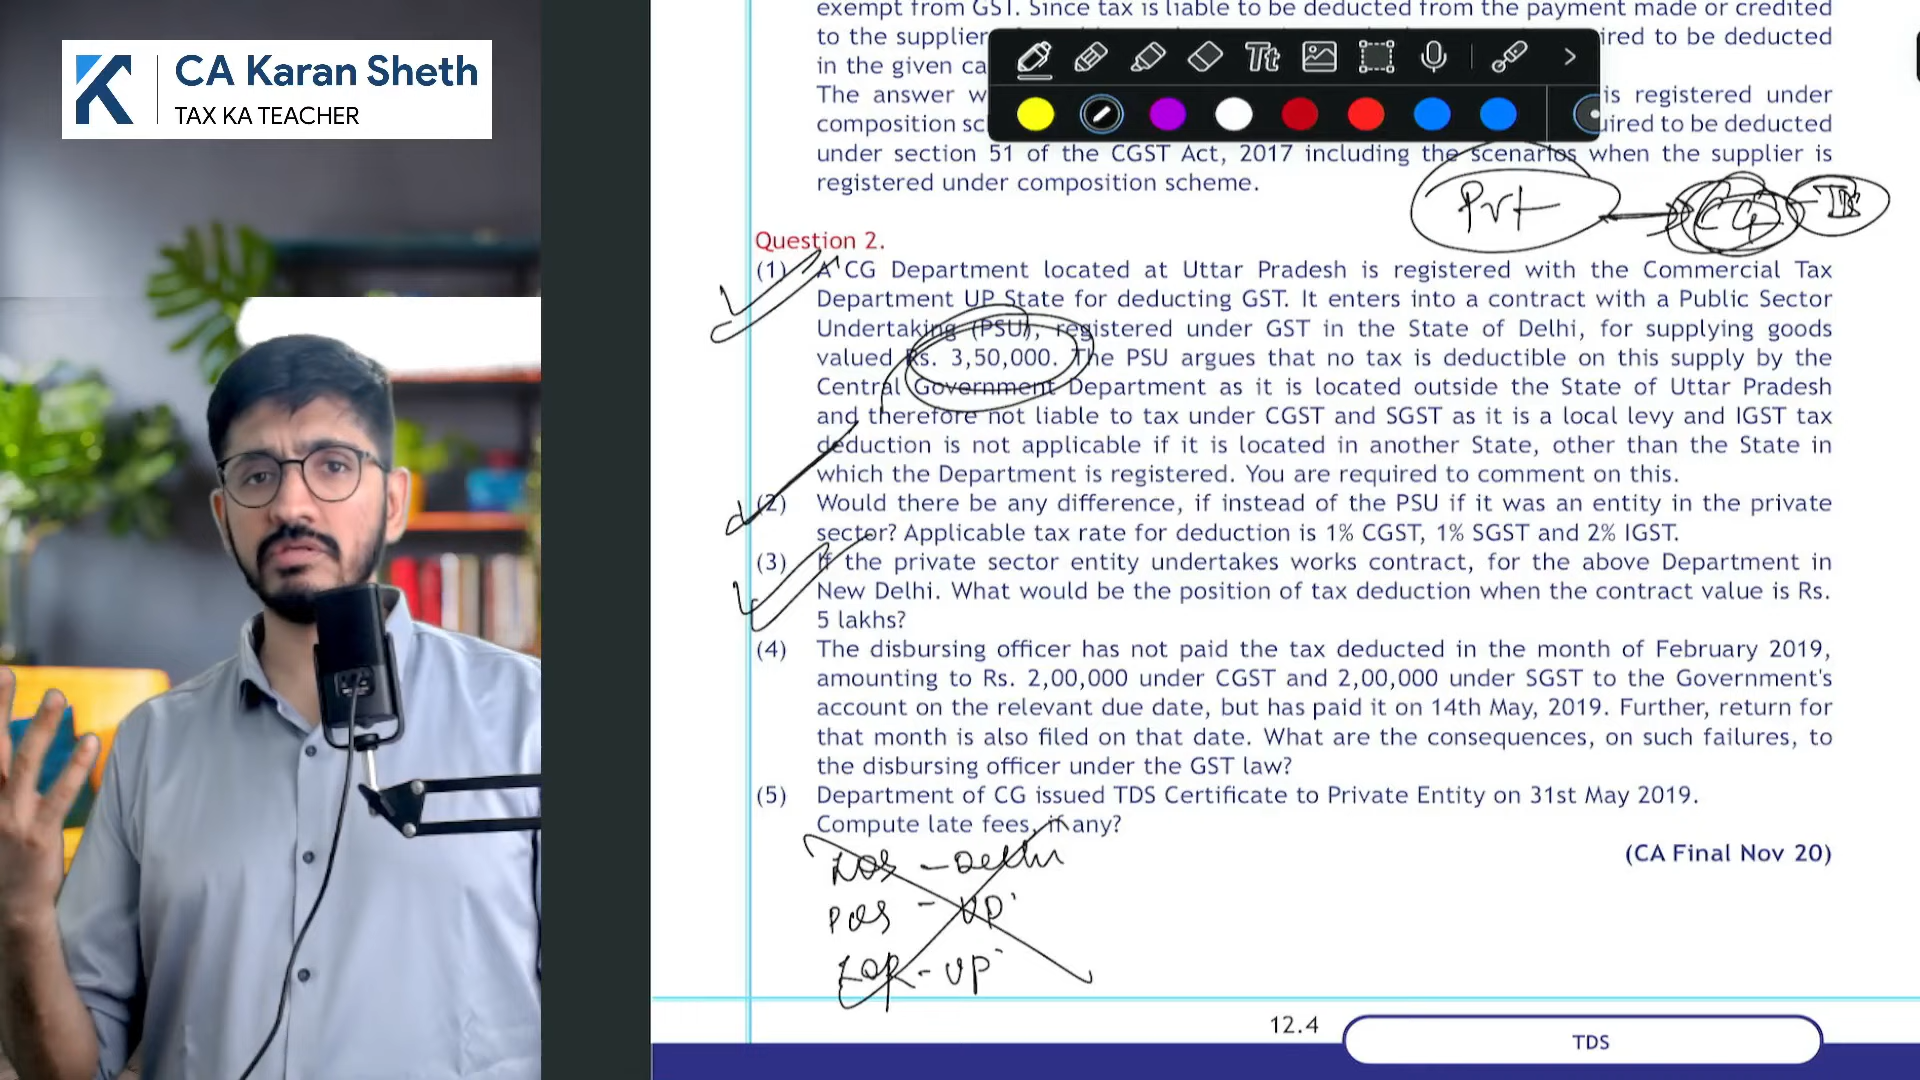 CA Karan Sheth
TAX KA TEACHER
exempt from GST. Since tax is liable to be deducted from the payment made or credited
to the supplier
ired to be deducted
in the given ca
The answer w
is registered under
composition sc
uired to be deducted
under section 51 of the CGST Act, 2017 including the scenarios when the supplier is
registered under composition scheme.
Pvt
CG
TDS
Question 2.
(1) A CG Department located at Uttar Pradesh is registered with the Commercial Tax
Department UP State for deducting GST. It enters into a contract with a Public Sector
Undertaking (PSU), registered under GST in the State of Delhi, for supplying goods
valued Rs. 3,50,000. The PSU argues that no tax is deductible on this supply by the
Central Government Department as it is located outside the State of Uttar Pradesh
and therefore not liable to tax under CGST and SGST as it is a local levy and IGST tax
deduction is not applicable if it is located in another State, other than the State in
which the Department is registered. You are required to comment on this.
(2) Would there be any difference, if instead of the PSU if it was an entity in the private
sector? Applicable tax rate for deduction is 1% CGST, 1% SGST and 2% IGST.
(3) If the private sector entity undertakes works contract, for the above Department in
New Delhi. What would be the position of tax deduction when the contract value is Rs.
5 lakhs?
(4) The disbursing officer has not paid the tax deducted in the month of February 2019,
amounting to Rs. 2,00,000 under CGST and 2,00,000 under SGST to the Government's
account on the relevant due date, but has paid it on 14th May, 2019. Further, return for
that month is also filed on that date. What are the consequences, on such failures, to
the disbursing officer under the GST law?
(5) Department of CG issued TDS Certificate to Private Entity on 31st May 2019.
Compute late fees, if any?
LOS - Delhi
(CA Final Nov 20)
POS - UP
LOR - UP
12.4
TDS